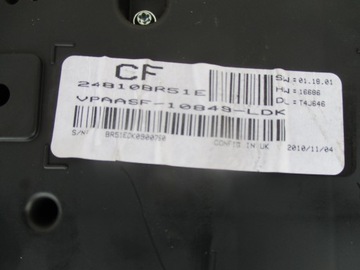 CF
24810BR51E
VPAASF-10849-LDK
SW: 01.18.01
HW: 16686
DL: T4J646
S/N° BR51EZK0900750
CONFIG IN UK 2010/11/04